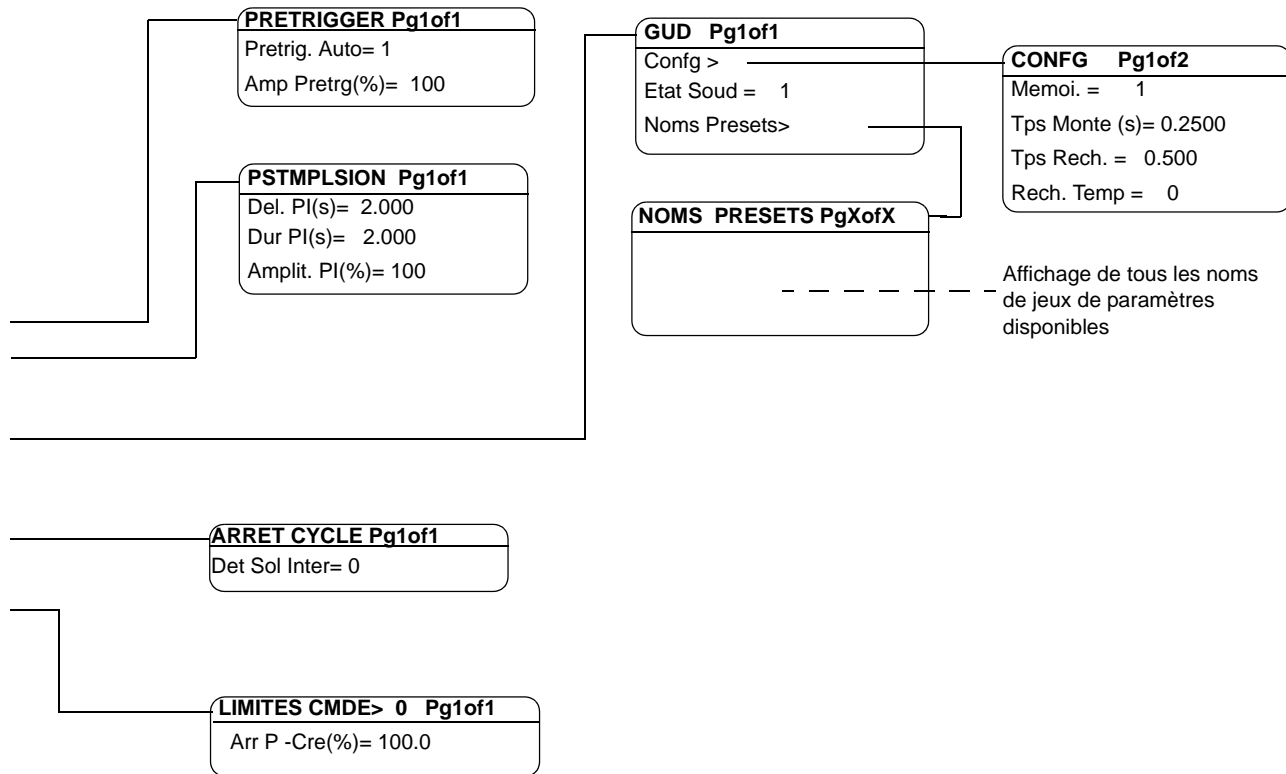 PRETRIGGER Pg1of1
Pretrig. Auto= 1
Amp Pretrg(%)= 100
PSTMPLSION Pg1of1
Del. PI(s)= 2.000
Dur PI(s)= 2.000
Amplit. PI(%)= 100
GUD Pg1of1
Confg >
Etat Soud = 1
Noms Presets>
CONFG Pg1of2
Memoi. = 1
Tps Monte (s)= 0.2500
Tps Rech. = 0.500
Rech. Temp = 0
NOMS PRESETS PgXofX
Affichage de tous les noms
de jeux de paramètres
disponibles
ARRET CYCLE Pg1of1
Det Sol Inter= 0
LIMITES CMDE> 0 Pg1of1
Arr P -Cre(%)= 100.0